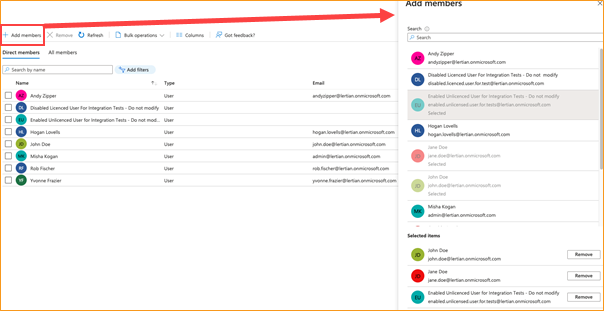 Add members
Remove
Refresh
Bulk operations
Columns
Got feedback?
Direct members
All members
Search by name
Add filters
Name
Type
Email
AZ
Andy Zipper
User
andyzipper@lertian.onmicrosoft.com
DL
Disabled Licenced User For Integration Tests - Do not modify
User
EU
Enabled Unlicenced User for Integration Tests - Do not modify
User
HL
Hogan Lovells
User
hogan.lovells@lertian.onmicrosoft.com
JD
John Doe
User
john.doe@lertian.onmicrosoft.com
MK
Misha Kogan
User
admin@lertian.onmicrosoft.com
RF
Rob Fischer
User
rob.fischer@lertian.onmicrosoft.com
YF
Yvonne Frazier
User
yvonne.frazier@lertian.onmicrosoft.com
Add members
Search
Search
AZ
Andy Zipper
andyzipper@lertian.onmicrosoft.com
DL
Disabled Licenced User For Integration Tests - Do not modify
disabled.licenced.user.for.tests@lertian.onmicrosoft.com
EU
Enabled Unlicenced User for Integration Tests - Do not modify
enabled.unlicensed.user.for.tests@lertian.onmicrosoft.com
Selected
HL
Hogan Lovells
hogan.lovells@lertian.onmicrosoft.com
JD
Jane Doe
jane.doe@lertian.onmicrosoft.com
Selected
JD
John Doe
john.doe@lertian.onmicrosoft.com
Selected
MK
Misha Kogan
admin@lertian.onmicrosoft.com
Selected items
JD
John Doe
john.doe@lertian.onmicrosoft.com
Remove
JD
Jane Doe
jane.doe@lertian.onmicrosoft.com
Remove
EU
Enabled Unlicenced User for Integration Tests - Do not modify
enabled.unlicensed.user.for.tests@lertian.onmicrosoft.com
Remove